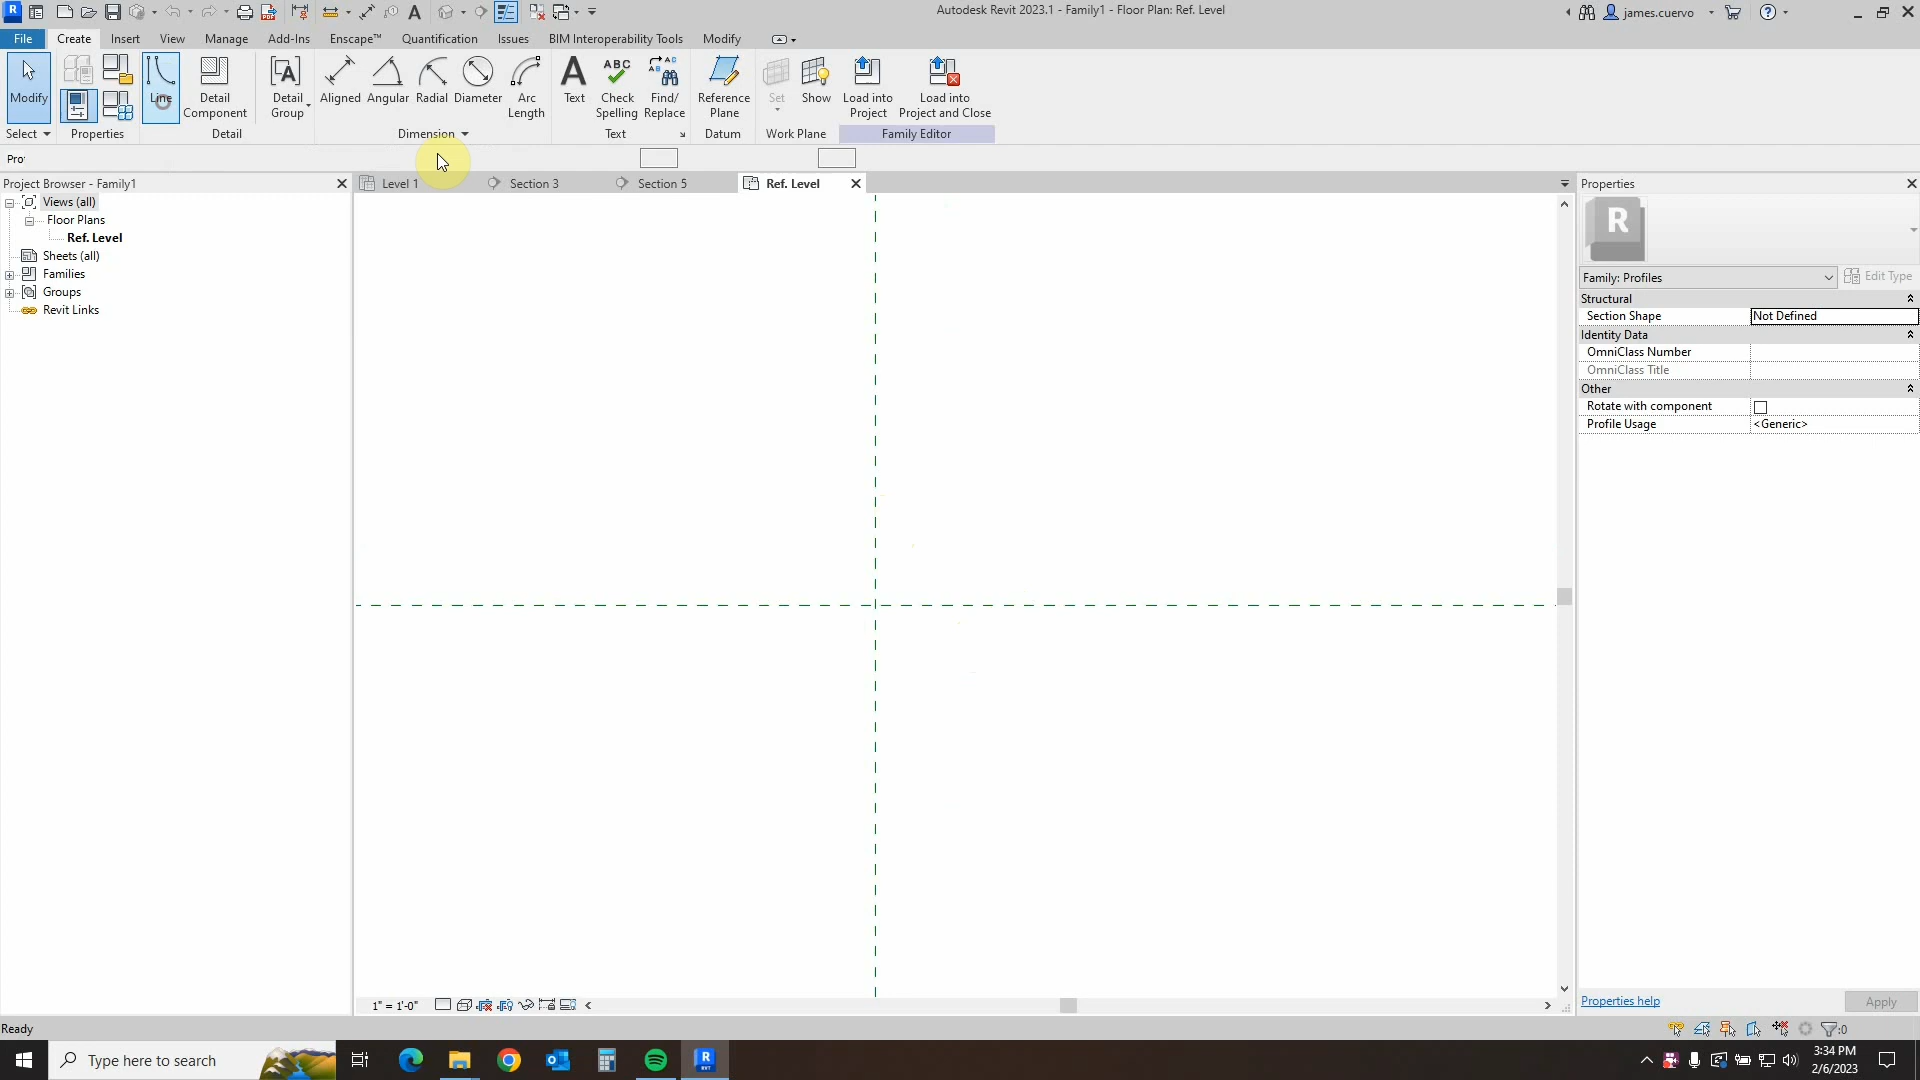 Autodesk Revit 2023.1 - Family1 - Floor Plan: Ref. Level
james.cuervo
File Create Insert View Manage Add-Ins Enscape™ Quantification Issues BIM Interoperability Tools Modify
Modify
Line
Detail Component
Detail Group
Aligned Angular Radial Diameter
Arc Length
Text
ABC
Check Spelling
Find/ Replace
Reference Plane
Set Show
Load into Project
Load into Project and Close
Select Properties Detail Dimension Text Datum Work Plane Family Editor
Pro
Project Browser - Family1
Level 1 Section 3 Section 5 Ref. Level
Properties
Views (all)
Floor Plans
Ref. Level
Sheets (all)
Families
Groups
Revit Links
R
Family: Profiles
Edit Type
Structural
Section Shape Not Defined
Identity Data
OmniClass Number
OmniClass Title
Other
Rotate with component
Profile Usage <Generic>
1" = 1'-0"
Properties help
Apply
Ready
:0
Type here to search
3:34 PM
2/6/2023